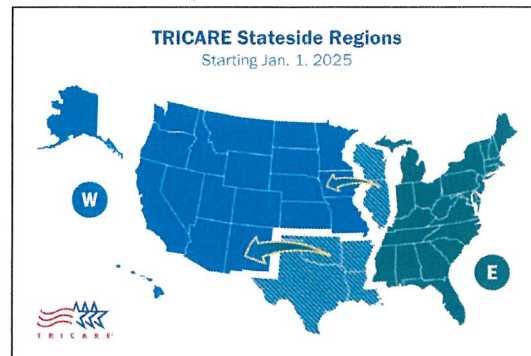 TRICARE Stateside Regions
Starting Jan. 1, 2025
W
E
TRICARE